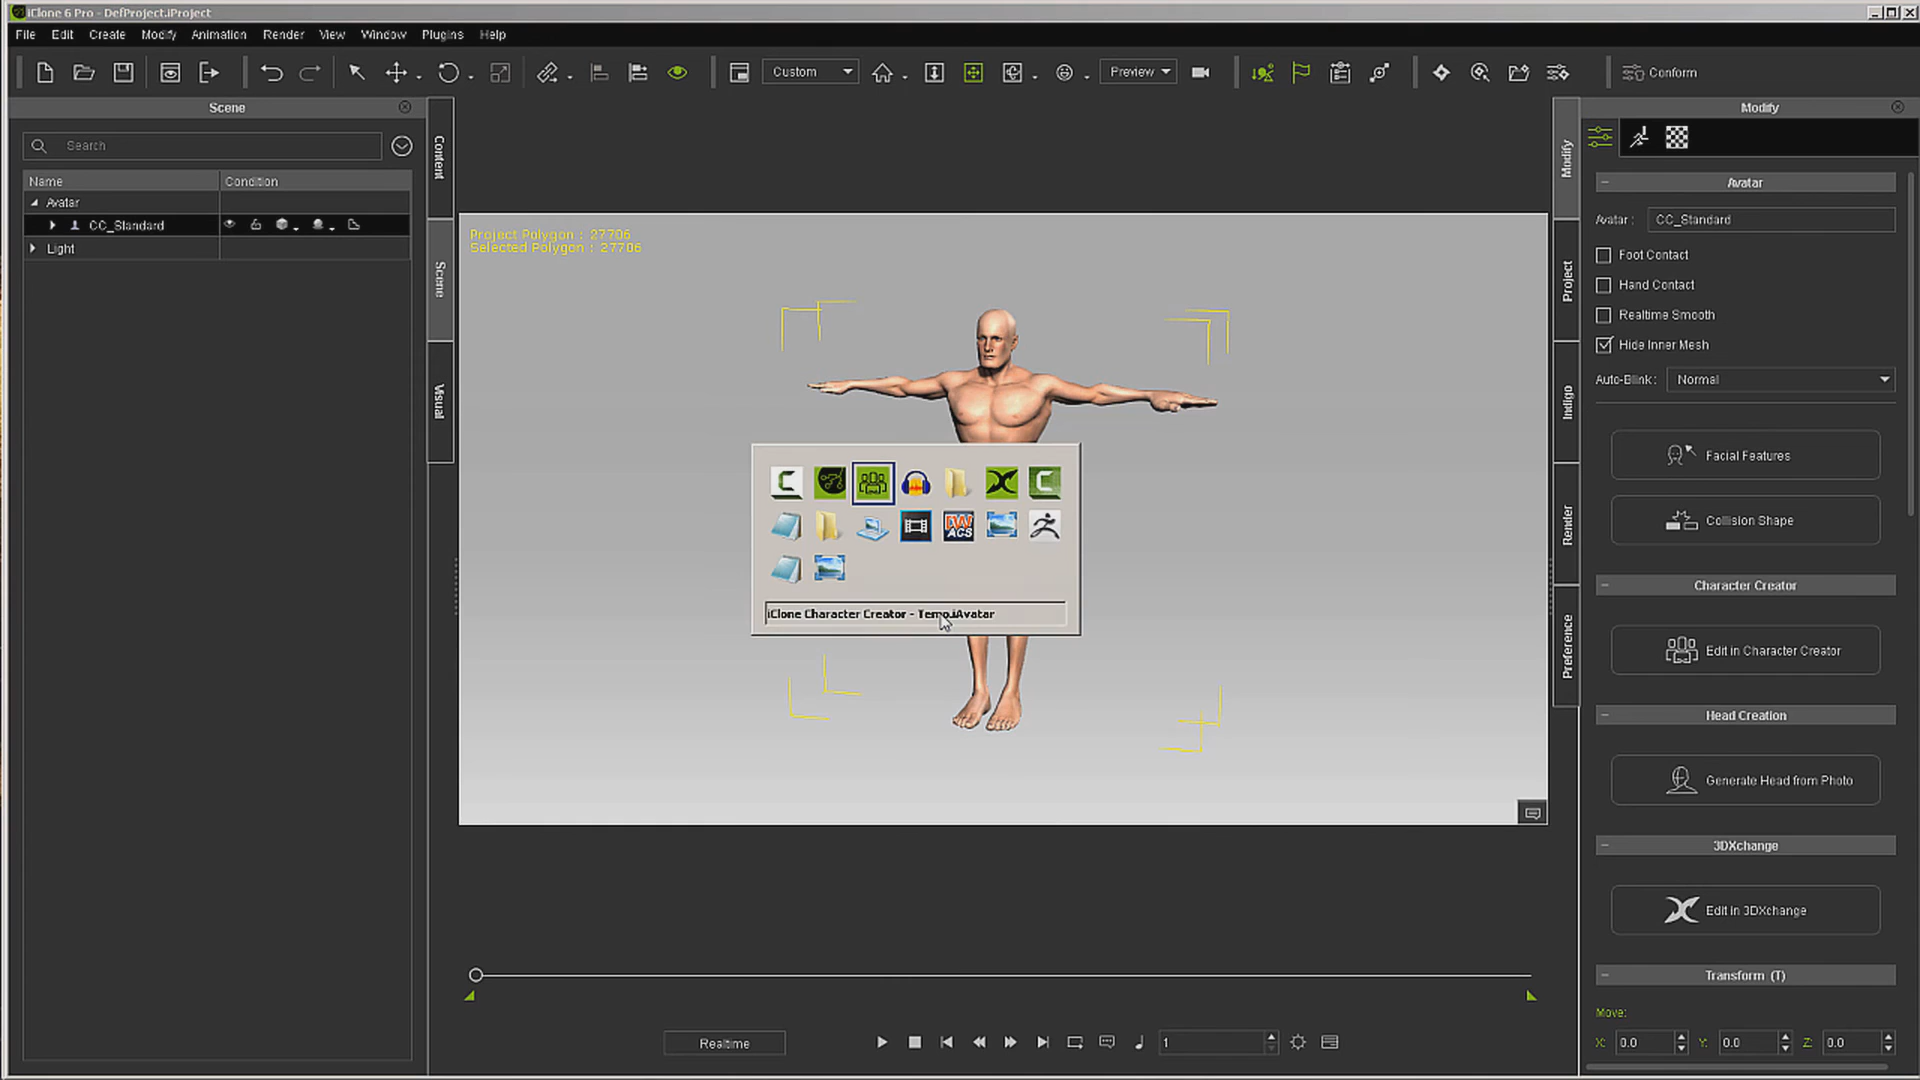 iClone 6 Pro - DefProject.iProject
File Edit Create Modify Animation Render View Window Plugins Help
Custom
Preview
Conform
Scene
Search
Name Condition
Avatar
CC_Standard
Light
Content
Scene
Visual
Project Polygon : 27706
Selected Polygon : 27706
C
C
DW
ACS
iClone Character Creator - Temp.iAvatar
Realtime
1
Modify
Project
Indigo
Render
Preference
Modify
Avatar
Avatar : CC_Standard
Foot Contact
Hand Contact
Realtime Smooth
Hide Inner Mesh
Auto-Blink : Normal
Facial Features
Collision Shape
Character Creator
Edit in Character Creator
Head Creation
Generate Head from Photo
3DXchange
Edit in 3DXchange
Transform (T)
Move:
X: 0.0 Y: 0.0 Z: 0.0